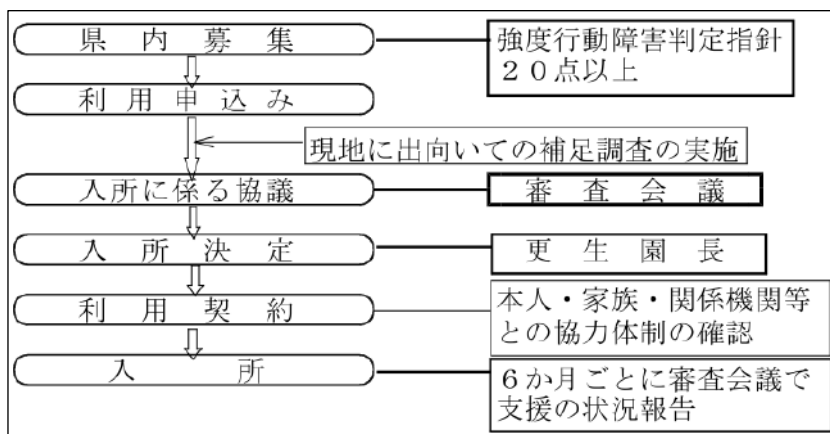 県内募集
強度行動障害判定指針
20点以上
利用申込み
現地に出向いての補足調査の実施
入所に係る協議
審査会議
入所決定
更生園長
利用契約
本人・家族・関係機関等
との協力体制の確認
入所
6か月ごとに審査会議で
支援の状況報告